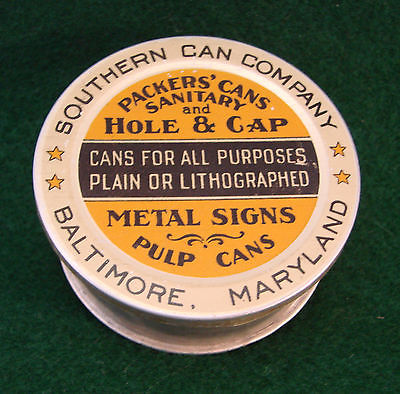 SOUTHERN CAN COMPANY
PACKERS' CANS
SANITARY
and
HOLE & CAP
CANS FOR ALL PURPOSES
PLAIN OR LITHOGRAPHED
METAL SIGNS
PULP CANS
BALTIMORE, MARYLAND